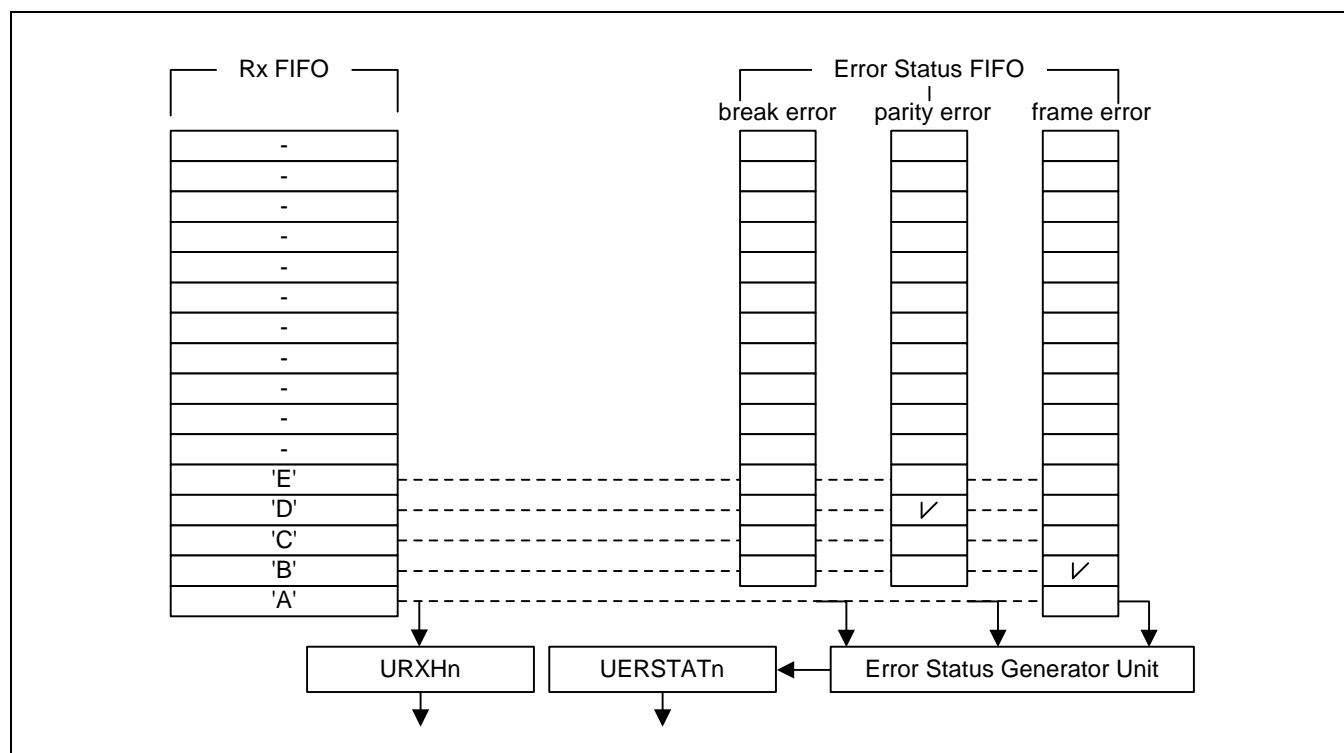 Rx FIFO
Error Status FIFO
break error parity error frame error
-
-
-
-
-
-
-
-
-
-
-
'E'
'D'
'C'
'B'
'A'
URXHn
UERSTATn
Error Status Generator Unit